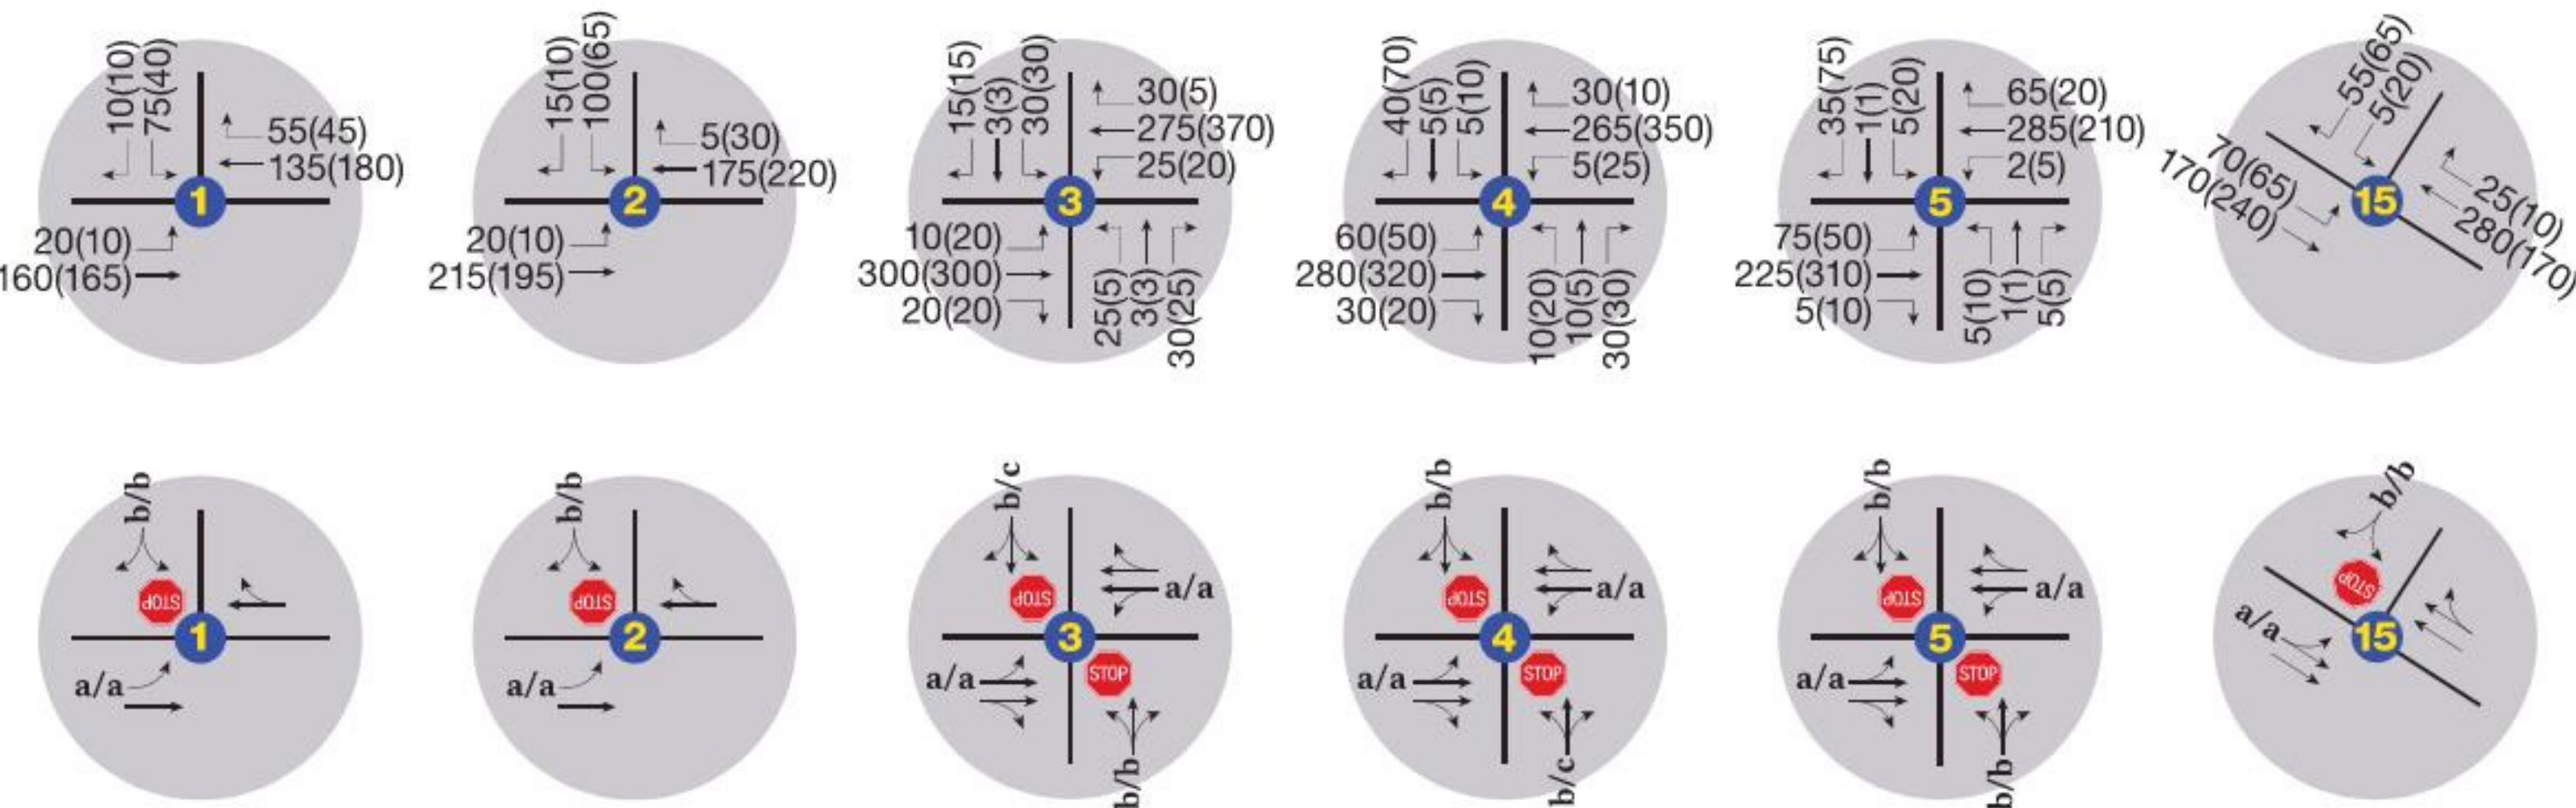 10(10)
75(40)
55(45)
135(180)
1
20(10)
160(165)
15(10)
100(65)
5(30)
175(220)
2
20(10)
215(195)
15(15)
3(3)
30(30)
30(5)
275(370)
25(20)
3
10(20)
300(300)
20(20)
25(5)
3(3)
30(25)
40(70)
5(5)
5(10)
30(10)
265(350)
5(25)
4
60(50)
280(320)
30(20)
10(20)
10(5)
30(30)
35(75)
1(1)
5(20)
65(20)
285(210)
2(5)
5
75(50)
225(310)
5(10)
5(10)
1(1)
5(5)
55(65)
5(20)
70(65)
170(240)
15
25(10)
280(170)
b/b
STOP
1
a/a
b/b
STOP
2
a/a
b/c
STOP
a/a
3
a/a
STOP
b/b
b/b
STOP
a/a
4
a/a
STOP
b/c
b/b
STOP
a/a
5
a/a
STOP
b/b
b/b
STOP
15
a/a